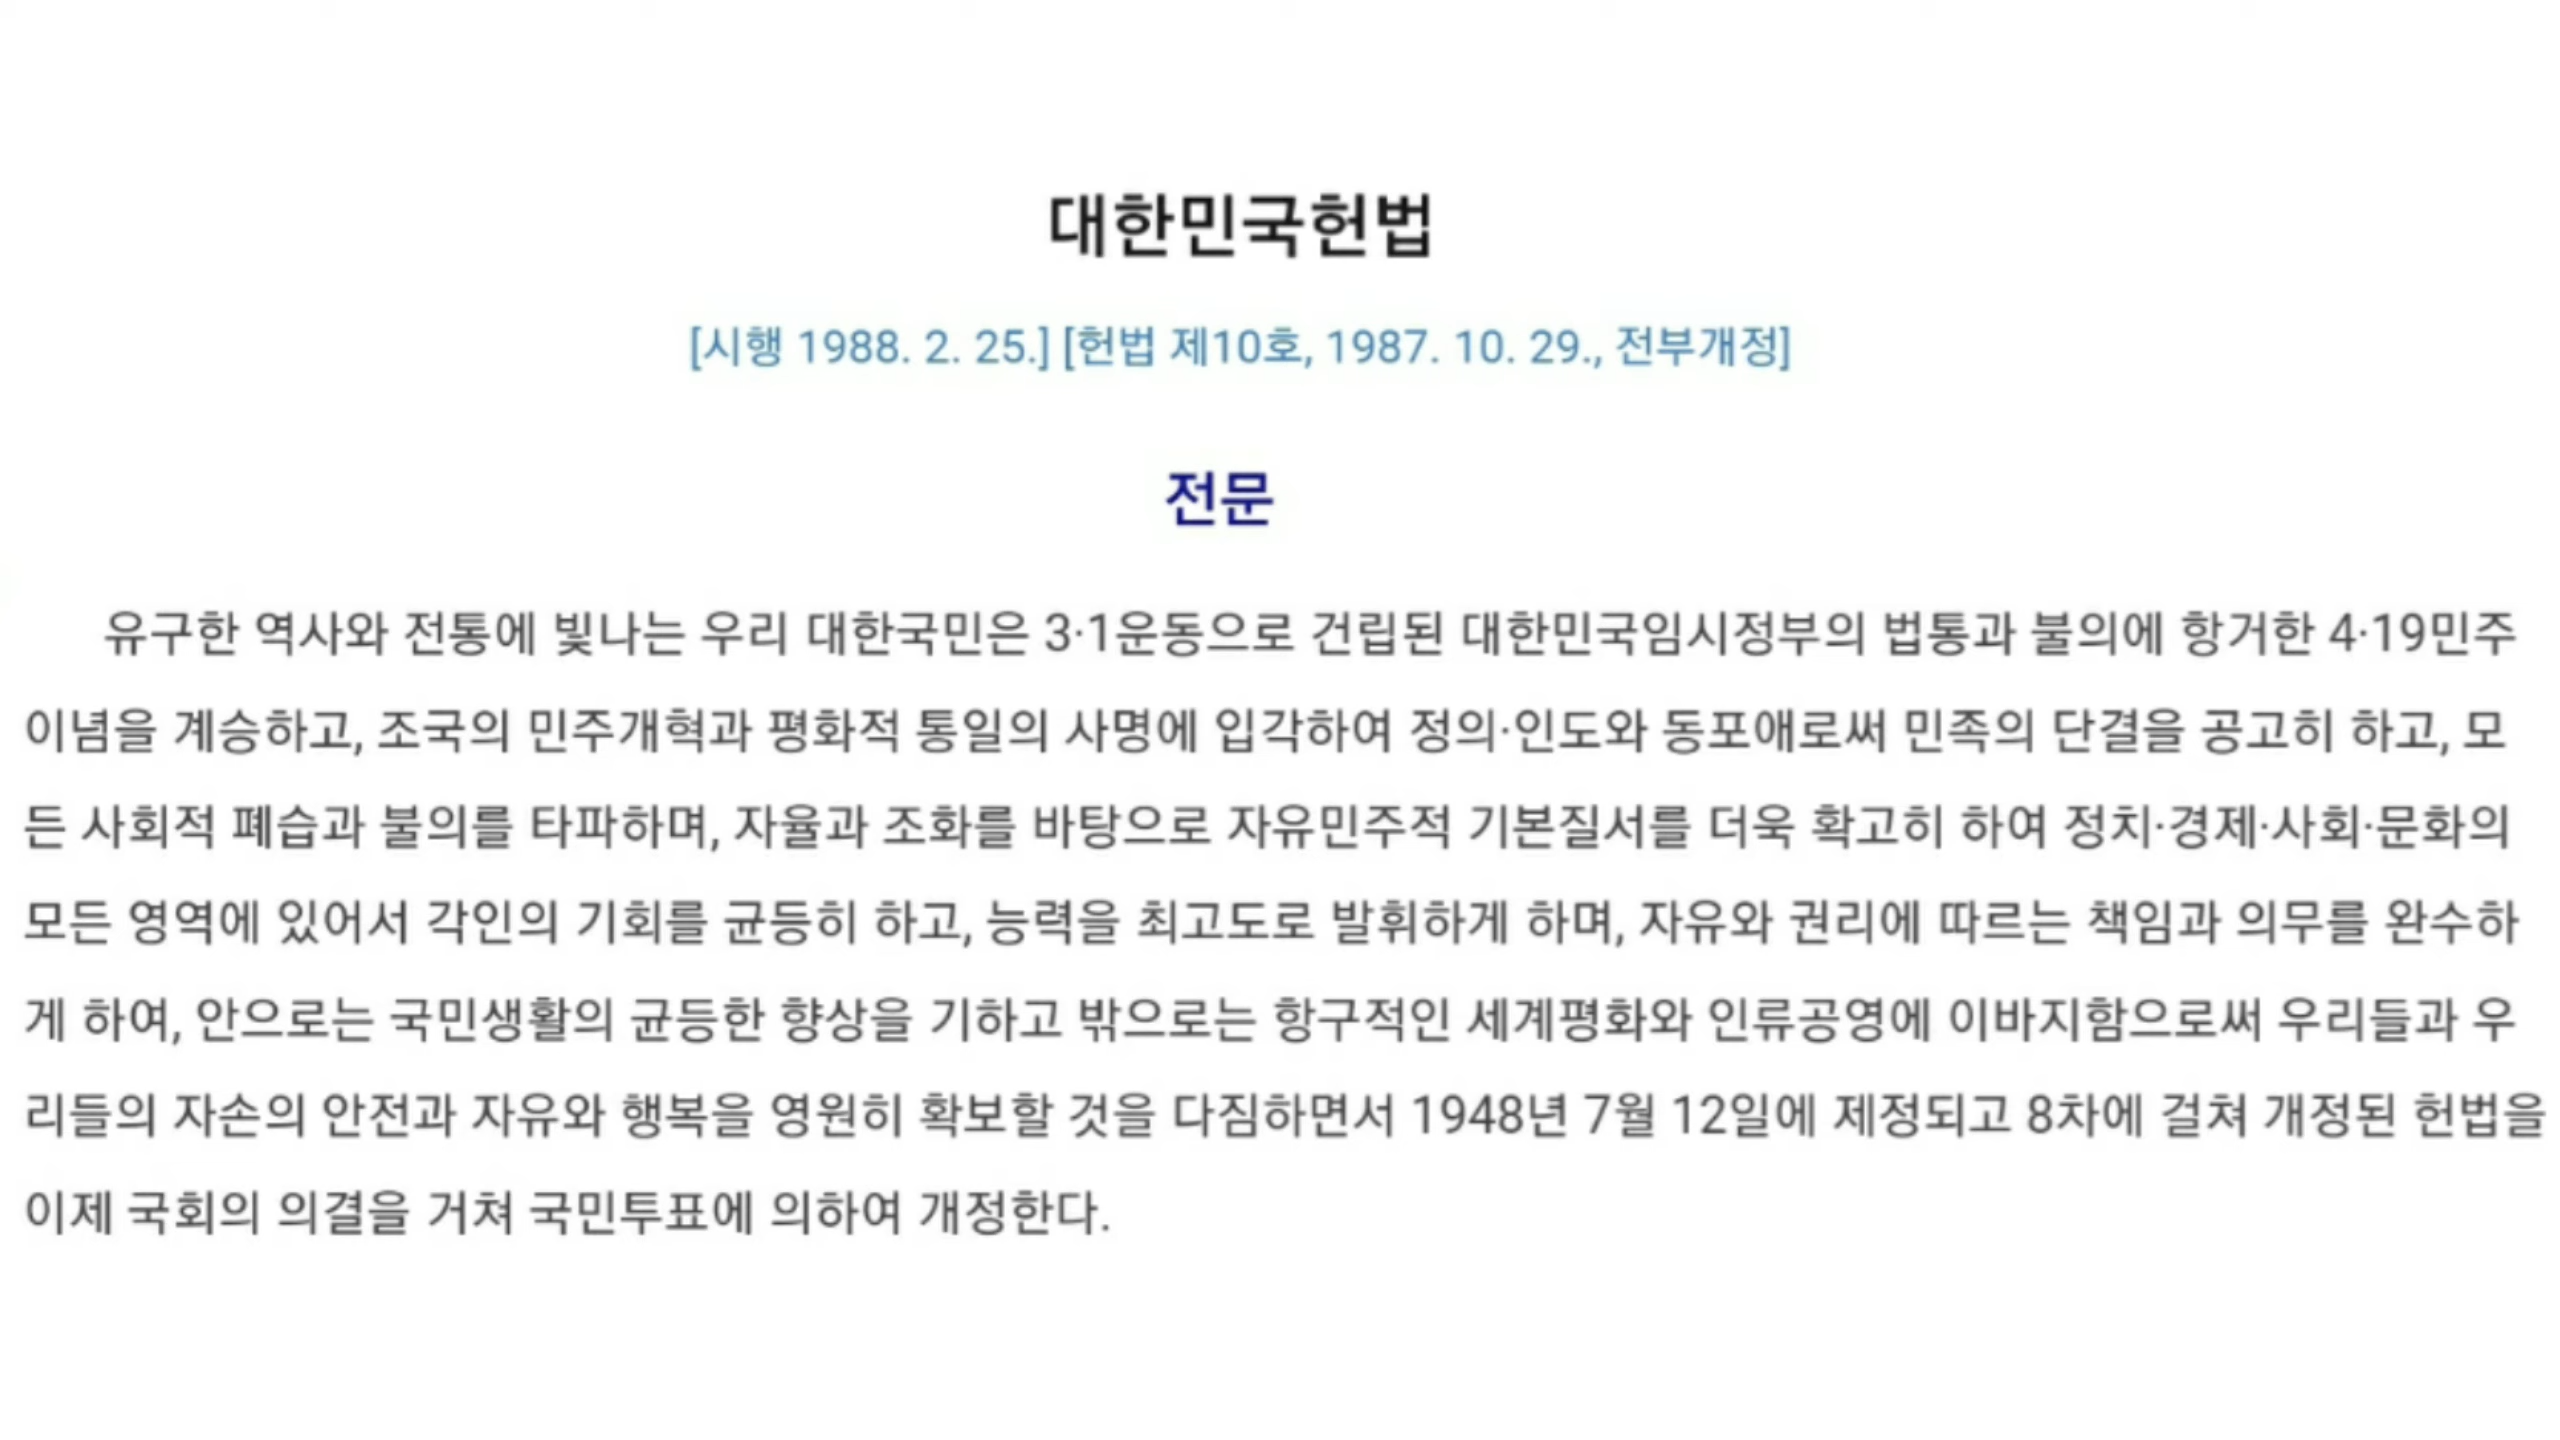 대한민국헌법
[시행 1988. 2. 25.] [헌법 제10호, 1987. 10. 29., 전부개정]
전문
유구한 역사와 전통에 빛나는 우리 대한국민은 3·1운동으로 건립된 대한민국임시정부의 법통과 불의에 항거한 4·19민주
이념을 계승하고, 조국의 민주개혁과 평화적 통일의 사명에 입각하여 정의·인도와 동포애로써 민족의 단결을 공고히 하고, 모
든 사회적 폐습과 불의를 타파하며, 자율과 조화를 바탕으로 자유민주적 기본질서를 더욱 확고히 하여 정치·경제·사회·문화의
모든 영역에 있어서 각인의 기회를 균등히 하고, 능력을 최고도로 발휘하게 하며, 자유와 권리에 따르는 책임과 의무를 완수하
게 하여, 안으로는 국민생활의 균등한 향상을 기하고 밖으로는 항구적인 세계평화와 인류공영에 이바지함으로써 우리들과 우
리들의 자손의 안전과 자유와 행복을 영원히 확보할 것을 다짐하면서 1948년 7월 12일에 제정되고 8차에 걸쳐 개정된 헌법을
이제 국회의 의결을 거쳐 국민투표에 의하여 개정한다.